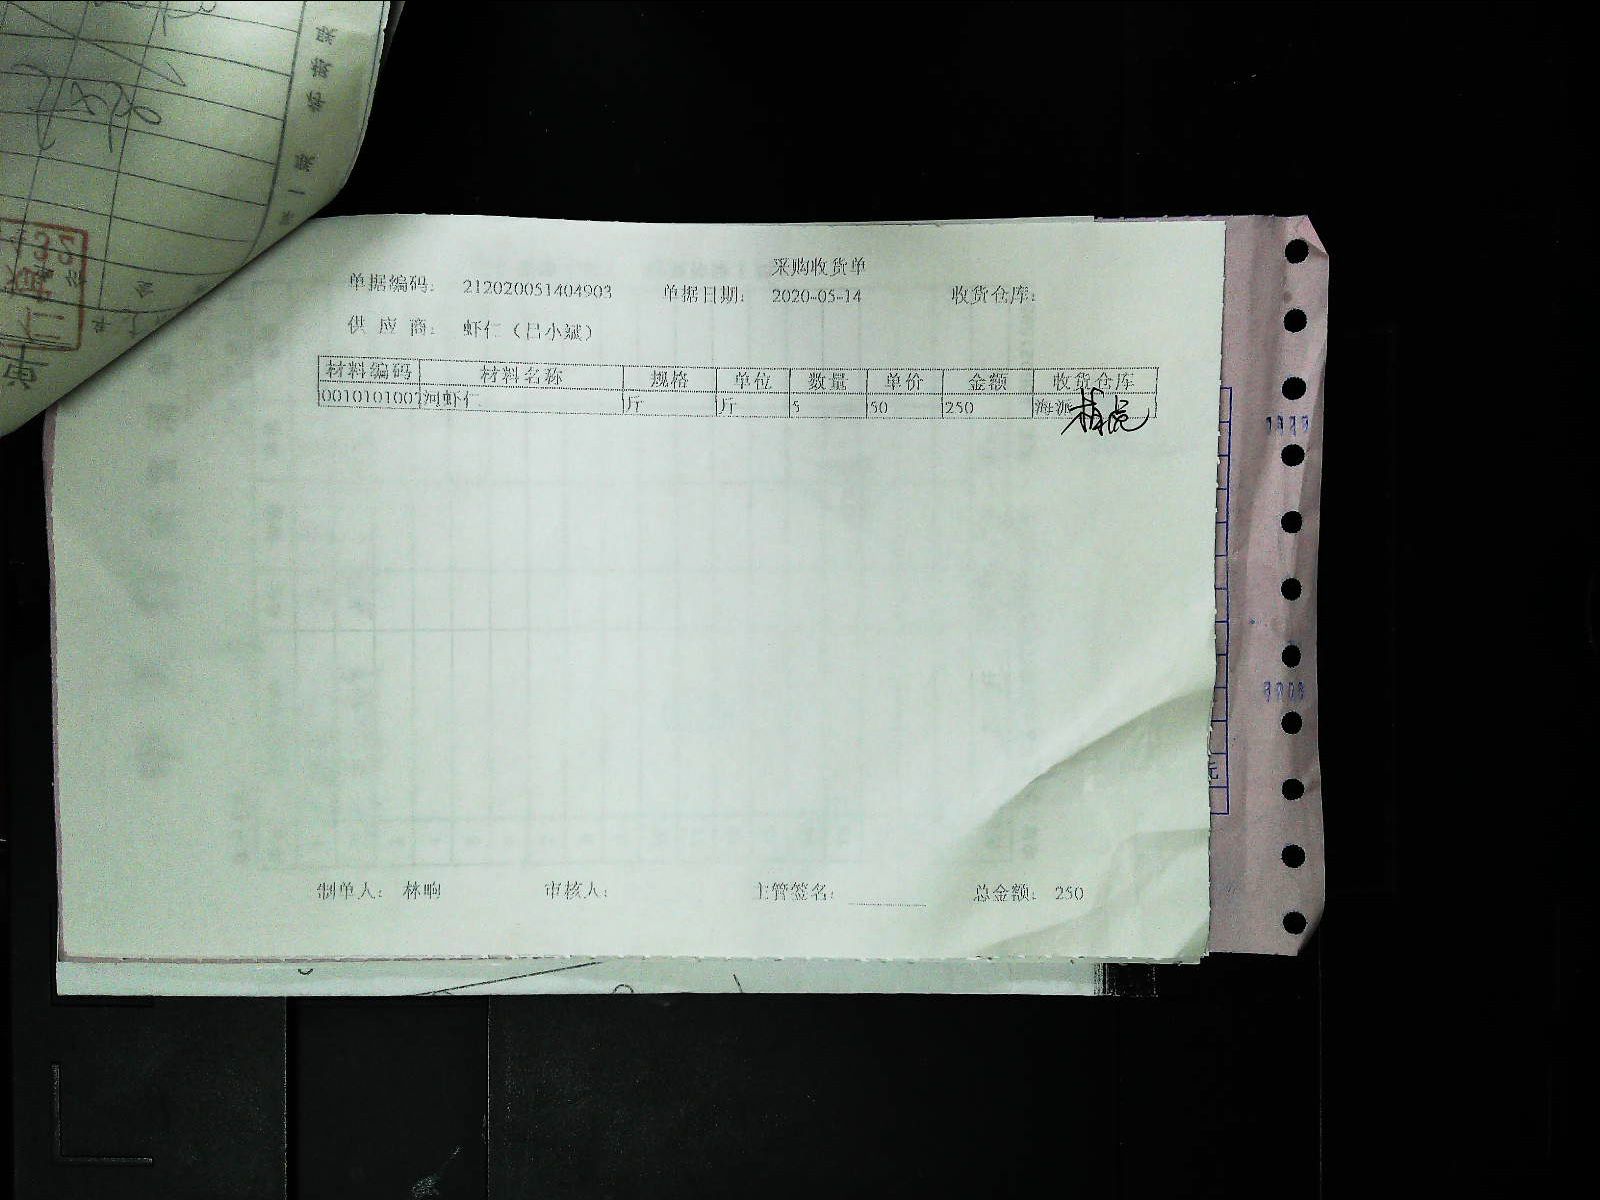 采购收货单
单据编码: 212020051404903 单据日期: 2020-05-14 收货仓库:
供应商: 虾仁（吕小斌）
材料编码 材料名称 规格 单位 数量 单价 金额 收货仓库
0010101002 河虾仁 斤 斤 5 50 250 海派
制单人: 林响 审核人: 主管签名: 总金额: 250